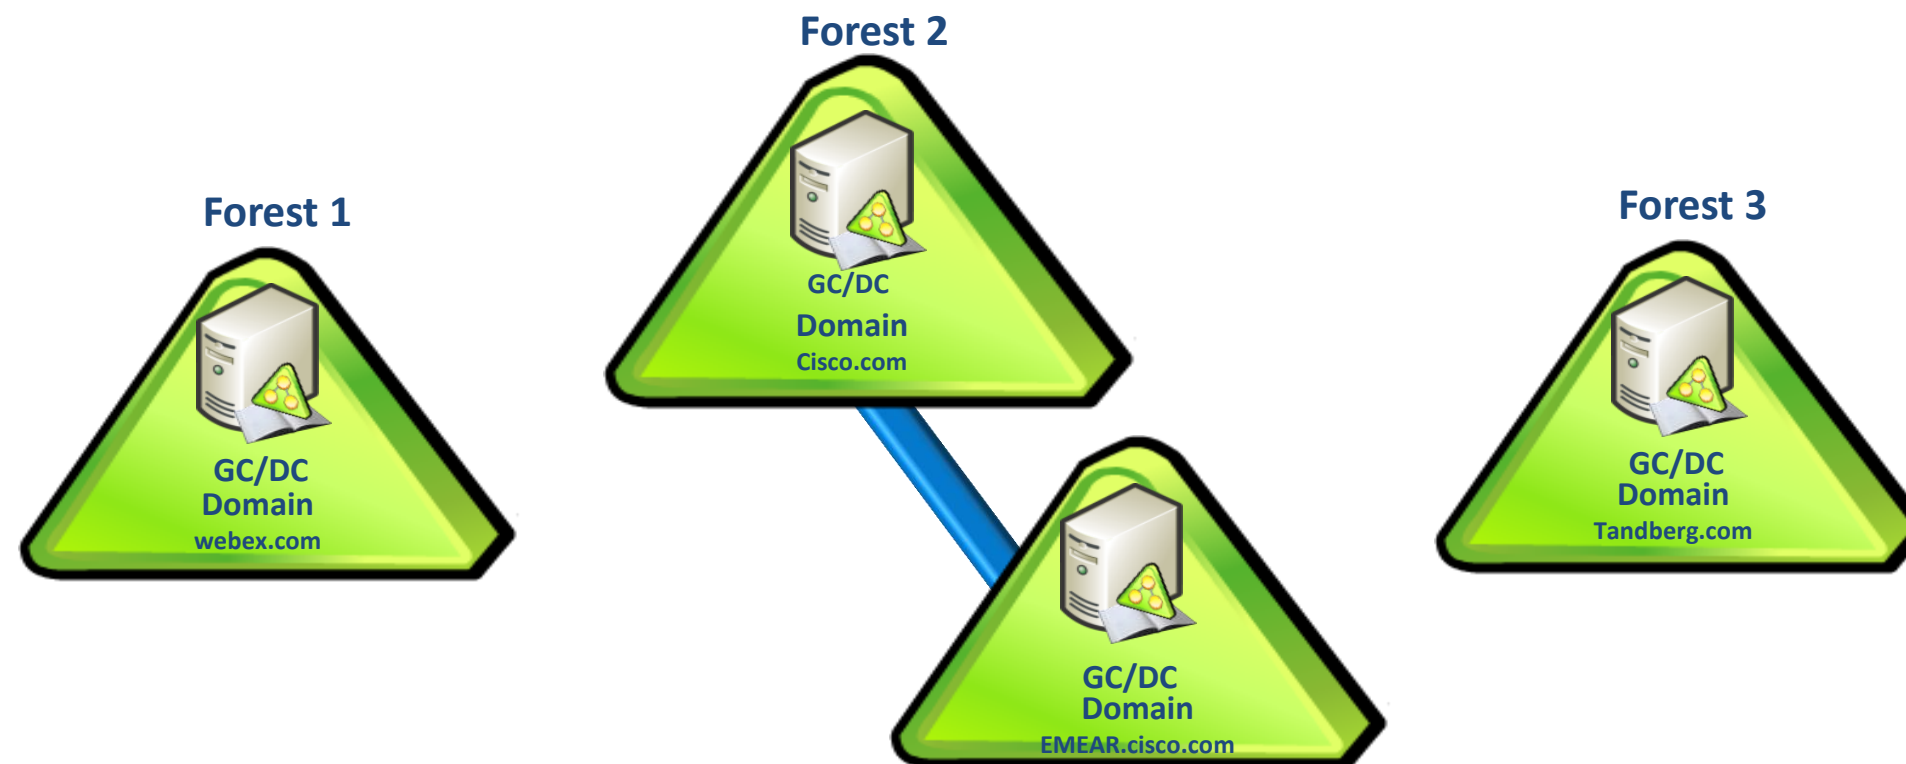 Forest 2
GC/DC
Domain
Cisco.com
Forest 1
GC/DC
Domain
webex.com
Forest 3
GC/DC
Domain
Tandberg.com
GC/DC
Domain
EMEAR.cisco.com